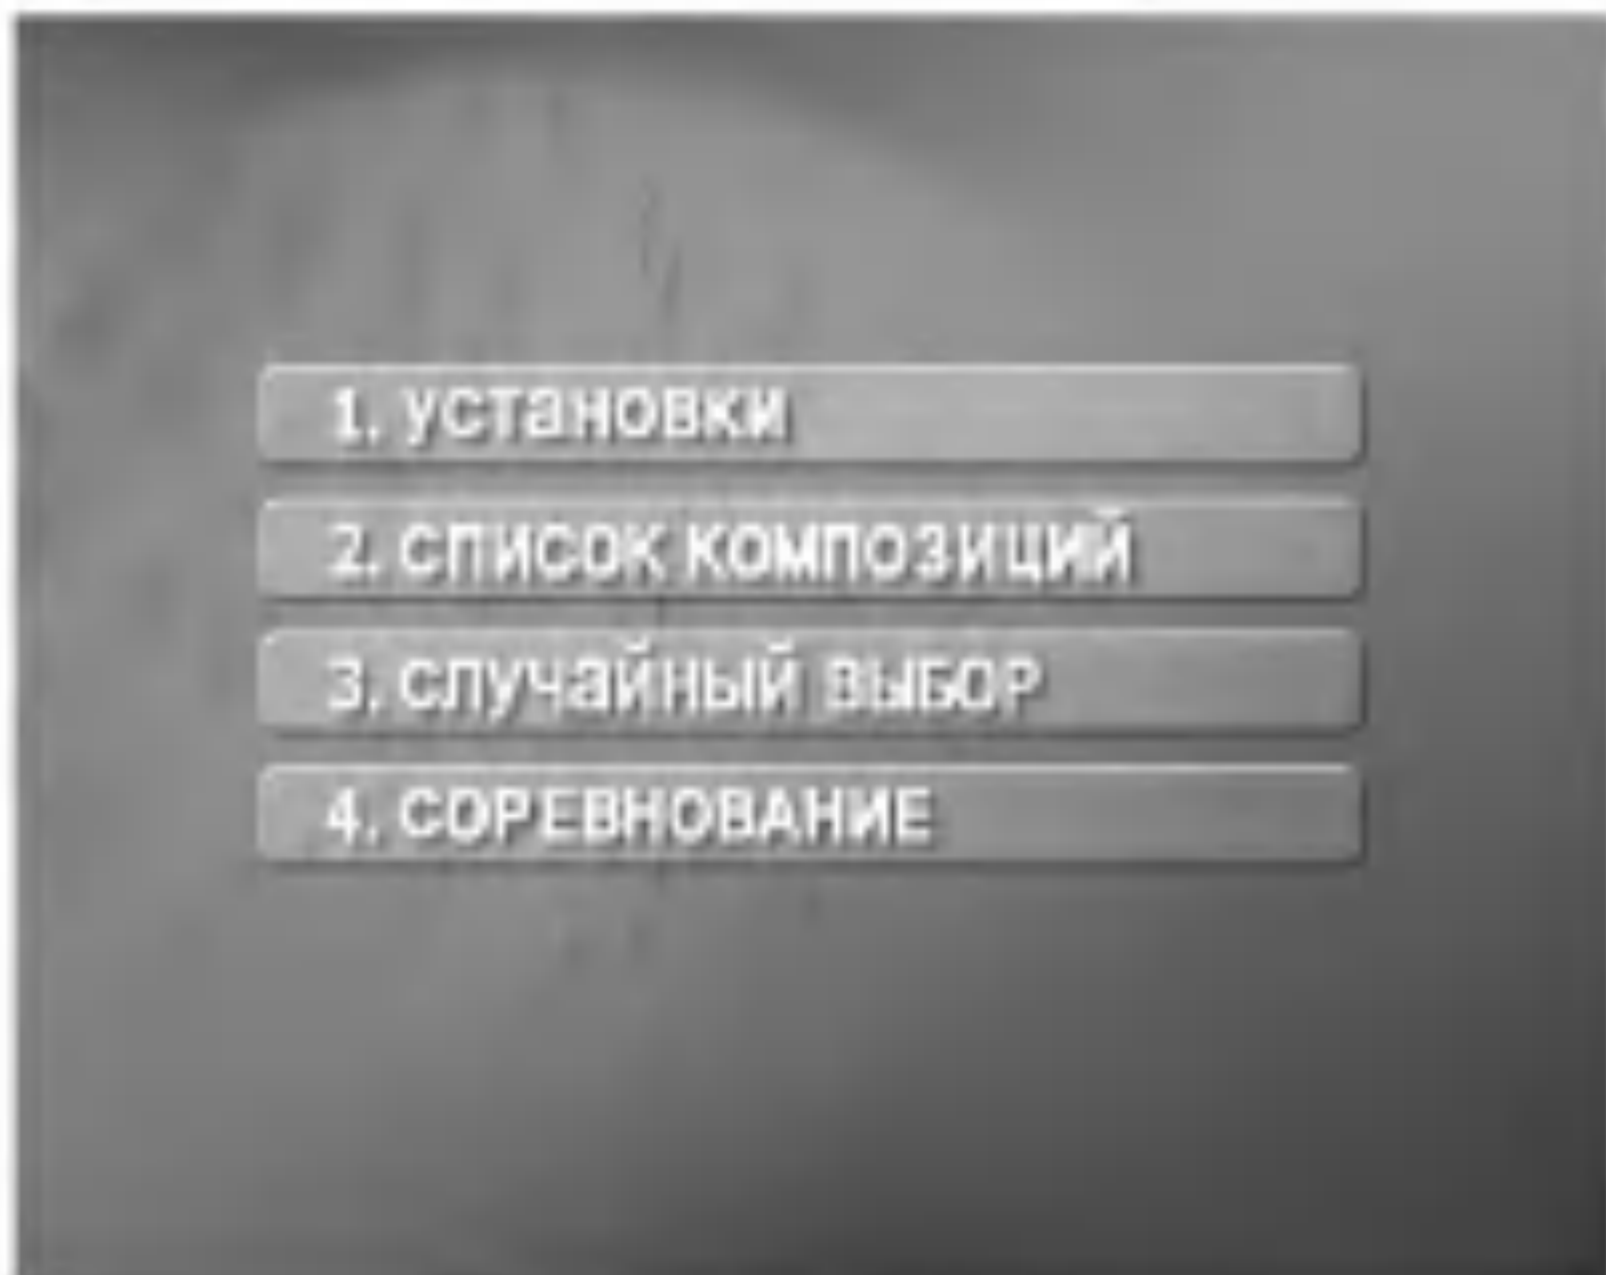 1. УСТаНОВКИ
2. СПИСОК КОМПОЗИЦИЙ
3. СЛУЧаЙНЫЙ ВЫБОР
4. СОРЕВНОВАНИЕ